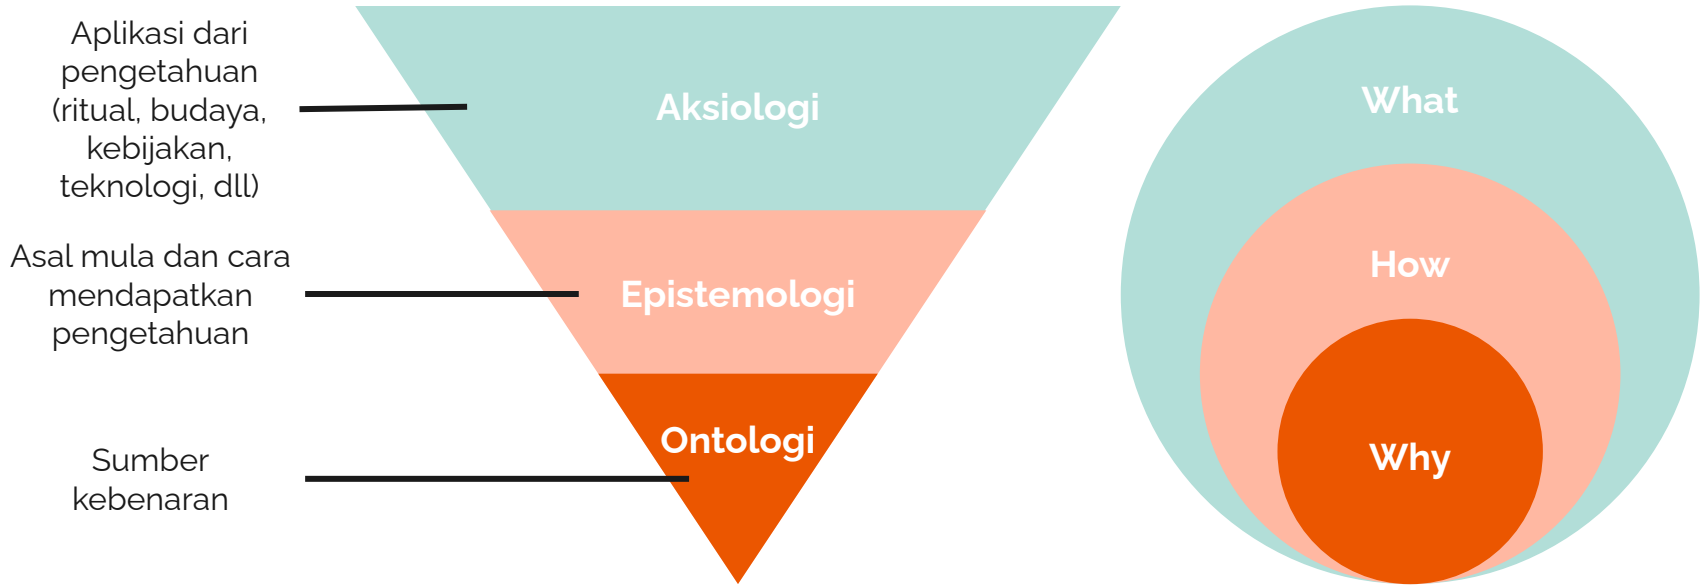 Aplikasi dari
pengetahuan
(ritual, budaya,
kebijakan,
teknologi, dll)
Aksiologi
Asal mula dan cara
mendapatkan
pengetahuan
Epistemologi
Sumber
kebenaran
Ontologi
What
How
Why